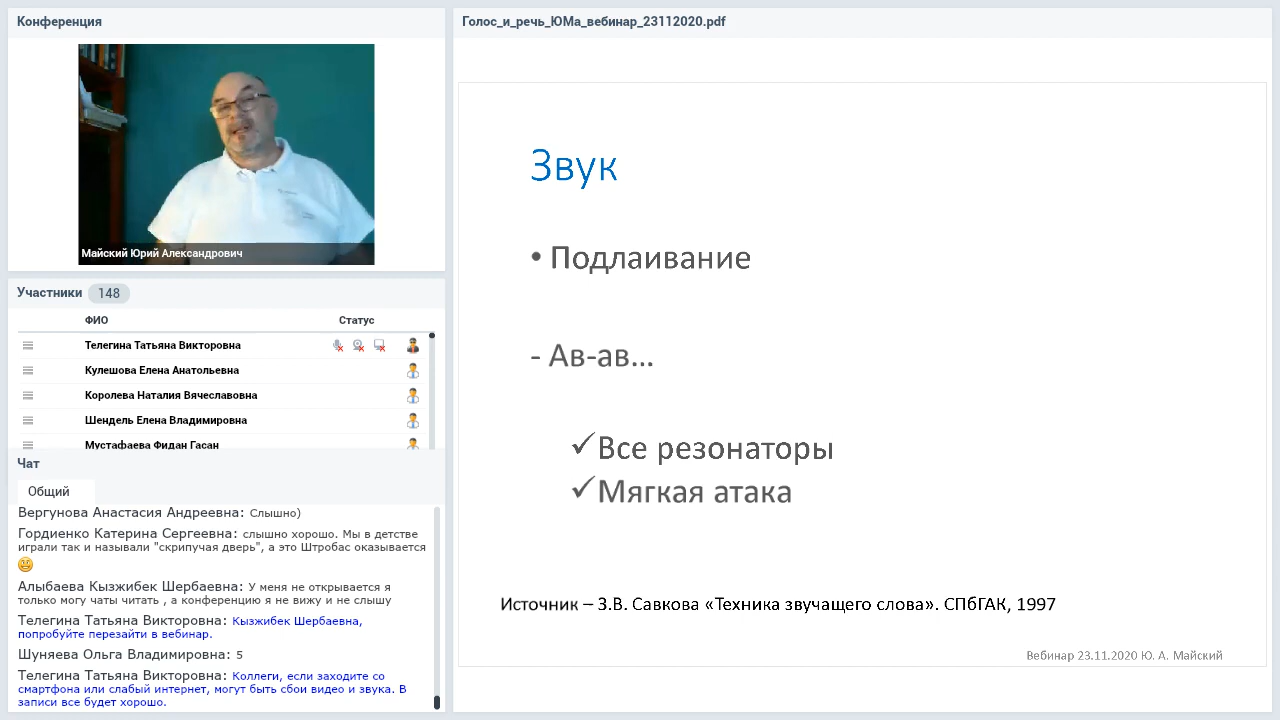 Конференция
Майский Юрий Александрович
Участники 148
ФИО Статус
Телегина Татьяна Викторовна
Кулешова Елена Анатольевна
Королева Наталия Вячеславовна
Шендель Елена Владимировна
Мустафаева Фидан Гасан
Чат
Общий
Вергунова Анастасия Андреевна: Слышно)
Гордиенко Катерина Сергеевна: слышно хорошо. Мы в детстве
играли так и называли "скрипучая дверь", а это Штробас оказывается
Алыбаева Кызжибек Шербаевна: У меня не открывается я
только могу чаты читать , а конференцию я не вижу и не слышу
Телегина Татьяна Викторовна: Кызжибек Шербаевна,
попробуйте перезайти в вебинар.
Шуняева Ольга Владимировна: 5
Телегина Татьяна Викторовна: Коллеги, если заходите со
смартфона или слабый интернет, могут быть сбои видео и звука. В
записи все будет хорошо.
Голос_и_речь_ЮМа_вебинар_23112020.pdf
Звук
• Подлаивание
- Ав-ав...
✓Все резонаторы
✓Мягкая атака
Источник – З.В. Савкова «Техника звучащего слова». СПбГАК, 1997
Вебинар 23.11.2020 Ю. А. Майский